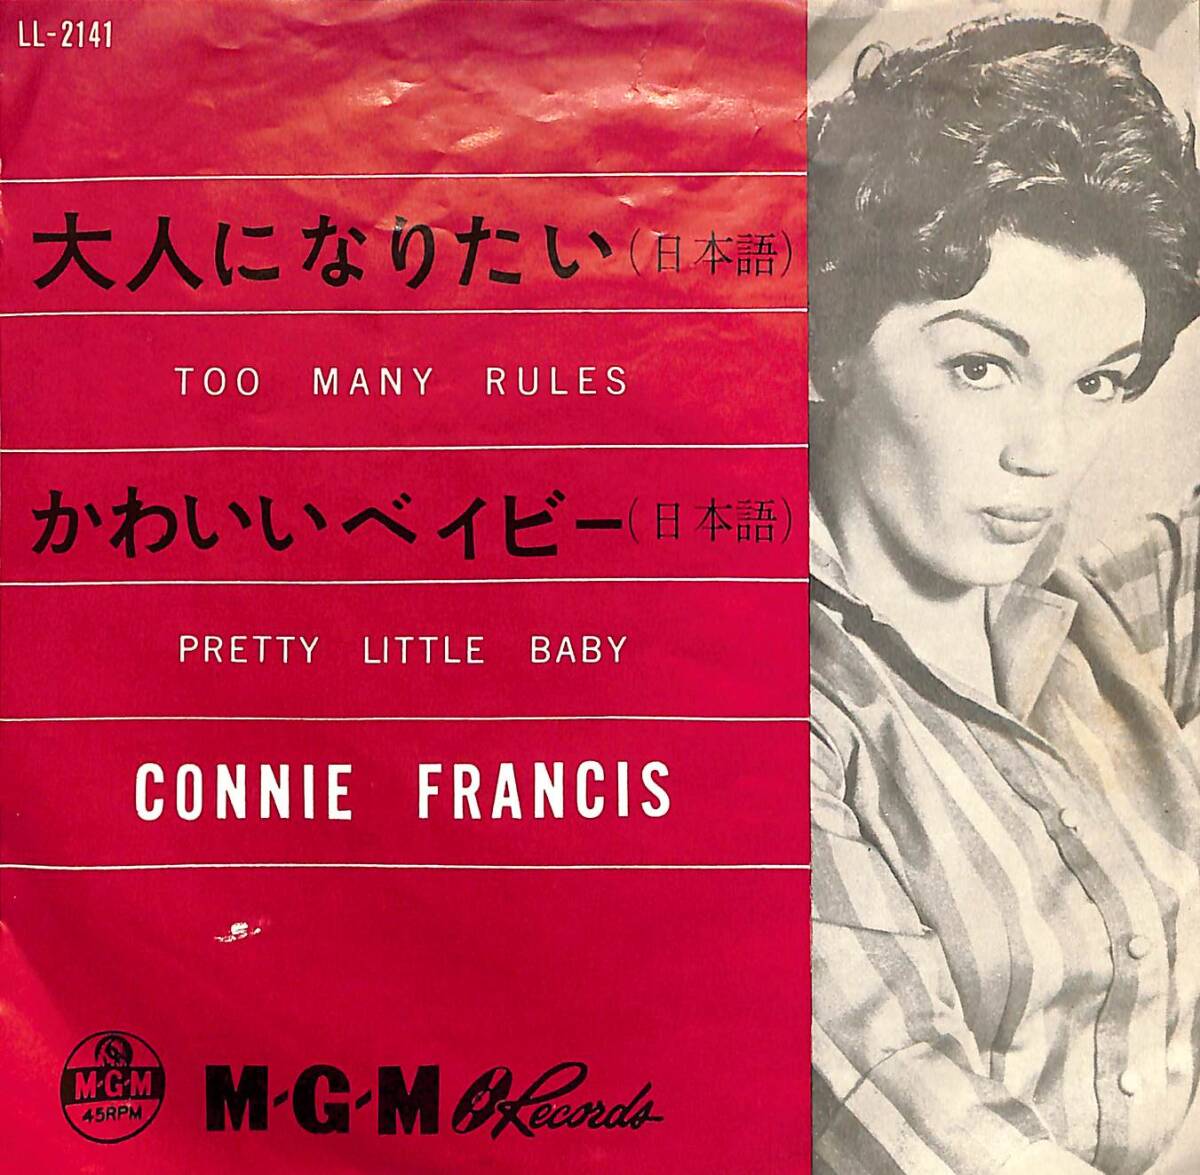 LL-2141
大人になりたい(日本語)
TOO MANY RULES
かわいいベイビー(日本語)
PRETTY LITTLE BABY
CONNIE FRANCIS
M-G-M
45RPM
M-G-M Records